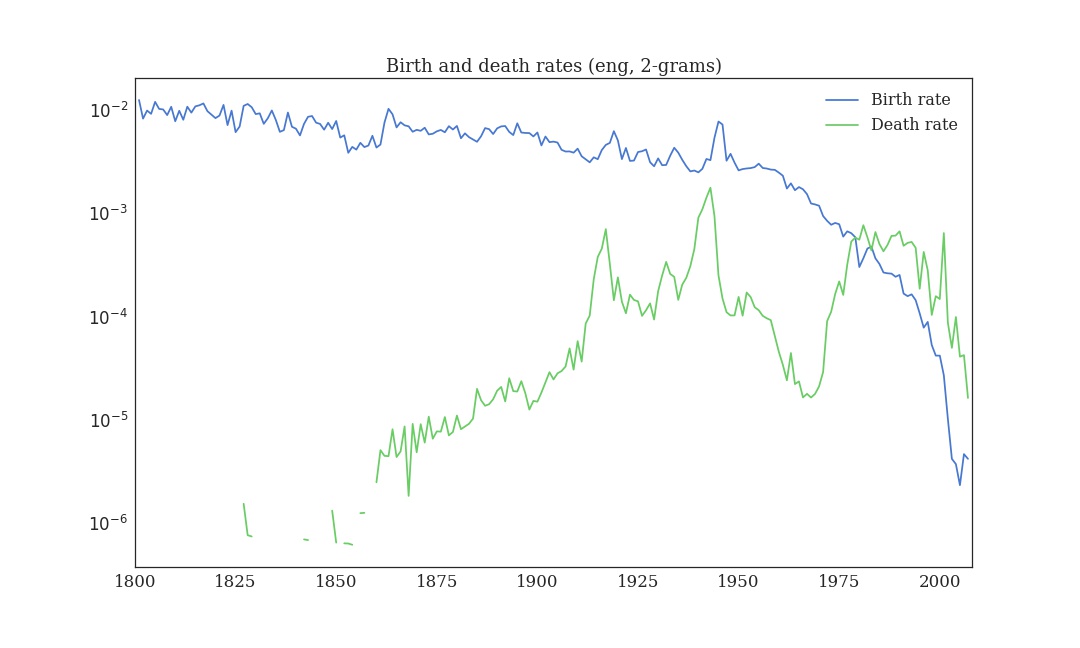 Birth and death rates (eng, 2-grams)
Birth rate
Death rate
10⁻²
10⁻³
10⁻⁴
10⁻⁵
10⁻⁶
1800 1825 1850 1875 1900 1925 1950 1975 2000